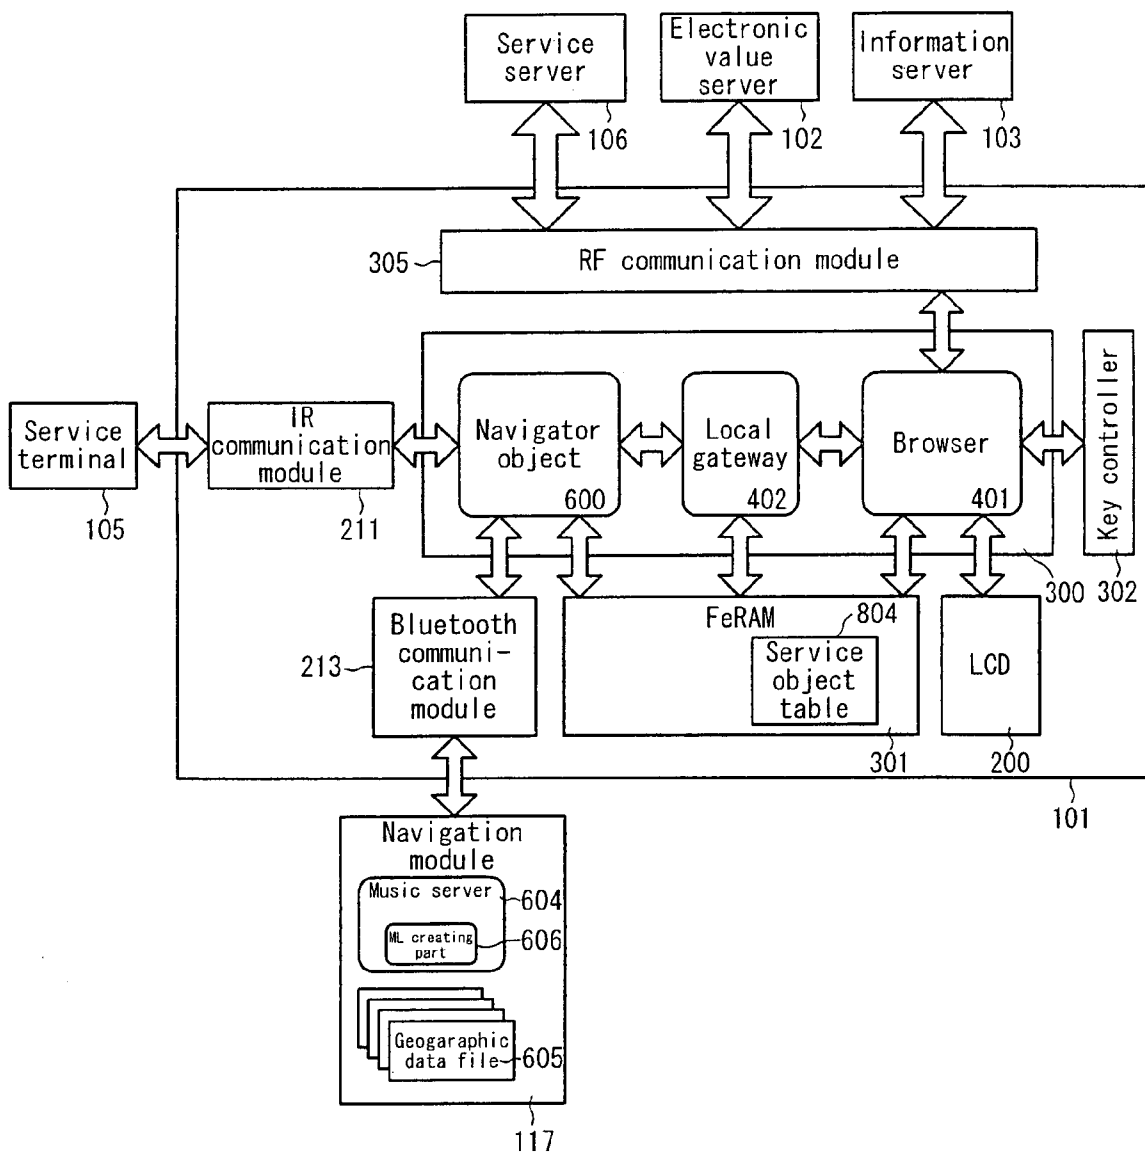 Service
server
Electronic
value
server
Information
server
106
102
103
305
RF communication module
Service
terminal
105
IR
communication
module
211
Navigator
object
600
Local
gateway
402
Browser
401
Key controller
302
300
213
Bluetooth
communi-
cation
module
FeRAM
804
Service
object
table
301
LCD
200
101
Navigation
module
Music server
604
ML creating
part
606
Geogaraphic
data file
605
117